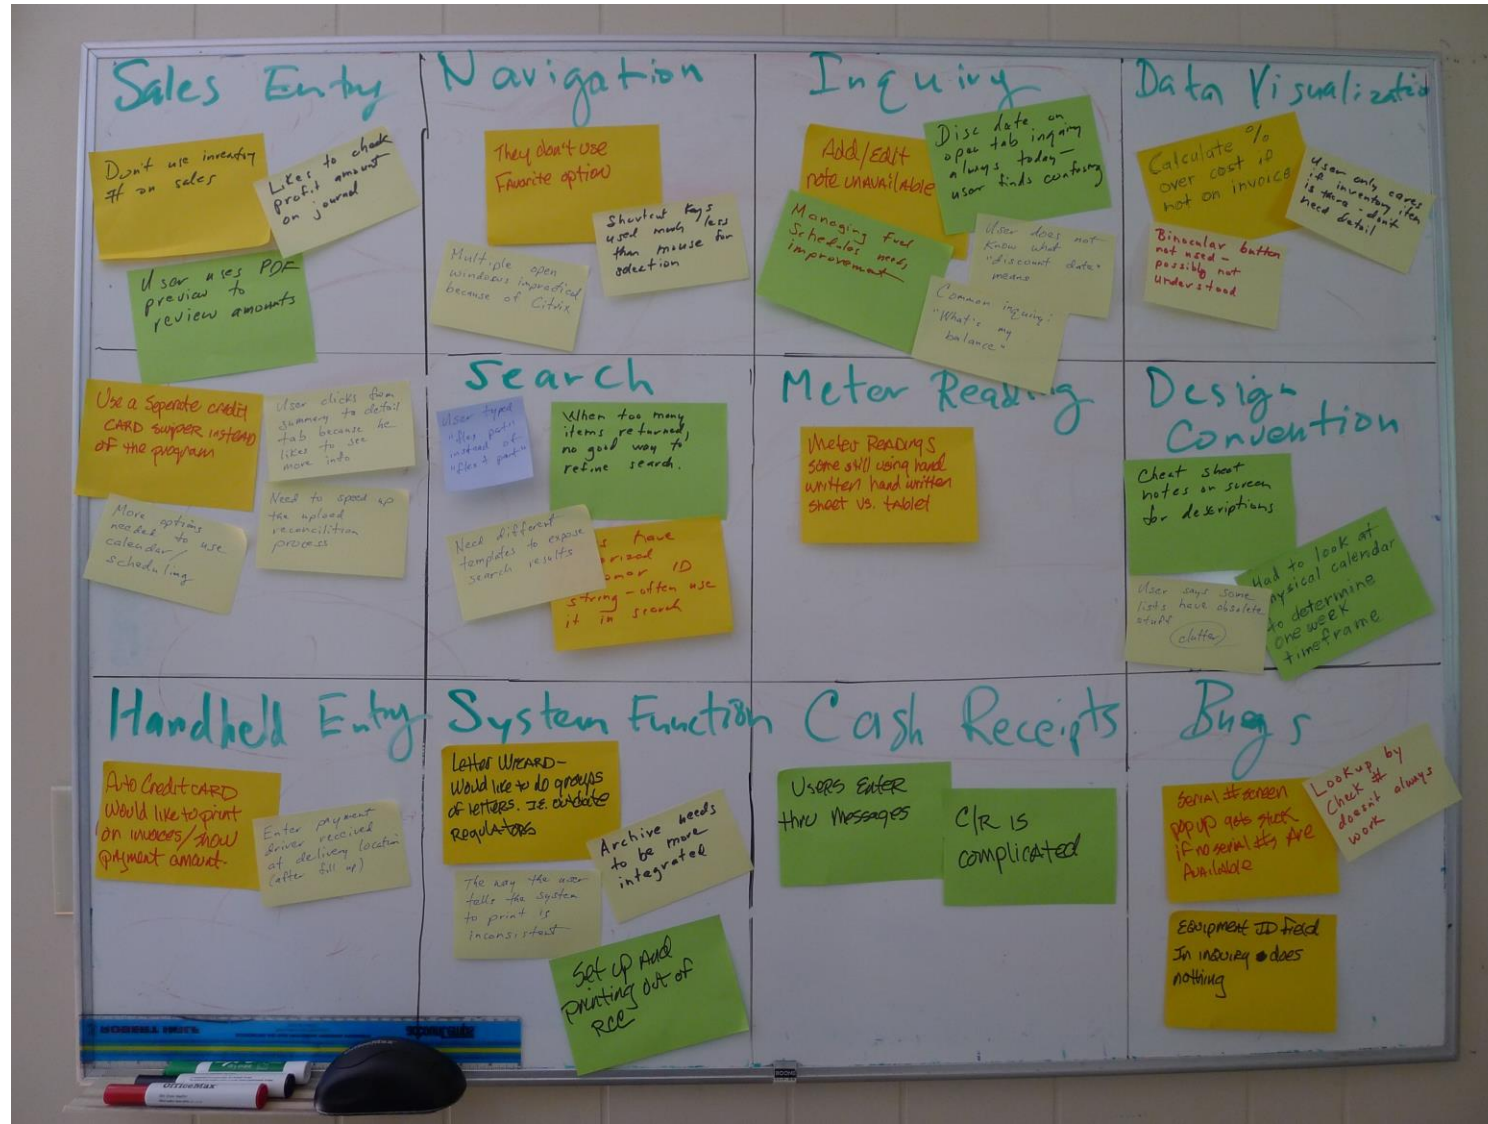 Sales Entry
Don't use inventory
# on sales
Likes to check
profit amount
on journal
User uses PDF
preview to
review amounts
Use a Seperate credit
CARD swiper instead
of the program
User clicks from
summary to detail
tab because he
likes to see
more info
More options
needed to use
calendar/
scheduling
Need to speed up
the upload
reconcilition
process
Navigation
They don't use
Favorite option
Shortcut keys
used much less
than mouse for
selection
Multiple open
windows impractical
because of Citrix
Inquiry
Add/Edit
note unavailable
Disc date on
open tab inquiry
always today-
user finds confusing
Managing Fuel
Schedules needs
improvement
User does not
know what
"discount date"
means
Common inquiry:
"What's my
balance"
Data Visualizatio
Calculate %
over cost if
not on invoice
User only cares
if inventory item
is there - don't
need detail
Binocular button
not used-
possibly not
understood
Search
User typed
"flex port"
instead of
When too many
items returned,
no good way to
refine search.
Need different
templates to expose
search results
s have
orized
omer ID
string - often use
it in search
Meter Reading
Meter READINGS
some still using hand
written hand written
sheet vs. tablet
Design
Convention
Cheat sheet
notes on screen
for descriptions
User says some
lists have obsolete
stuff
clutter
Had to look at
physical calendar
to determine
one week
timeframe
Handheld Entry
Auto Credit CARD
Would like to print
on invoices/show
payment amount.
Enter payment
driver received
at delivery location
(after fill up)
System Function
Letter WIZARD-
Would like to do groups
of letters. I.E. outdate
Regulators
Archive needs
to be more
integrated
The way the user
tells the system
to print is
inconsistent
Set up And
printing out of
RCC
Cash Receipts
Users Enter
thru Messages
C/R is
complicated
Bugs
Serial # screen
pop up gets stuck
if no serial #s Are
Available
Lookup by
Check #
doesn't always
work
Equipment ID field
In inquiry does
nothing
OfficeMax